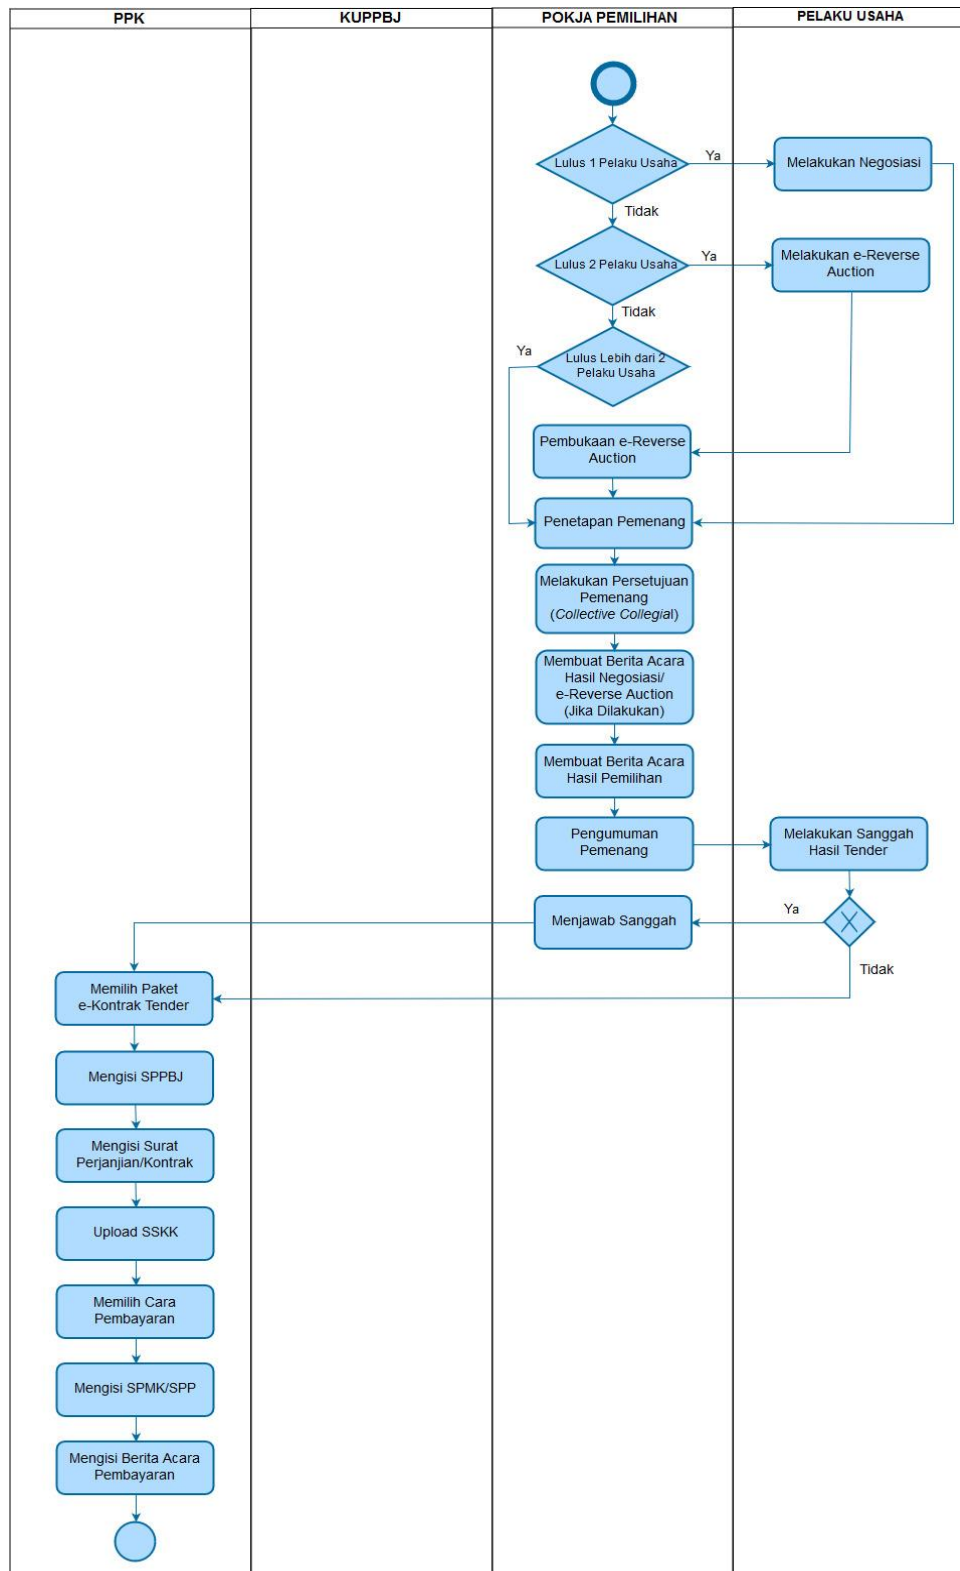 PPK
KUPPBJ
POKJA PEMILIHAN
PELAKU USAHA
Lulus 1 Pelaku Usaha
Ya
Melakukan Negosiasi
Tidak
Lulus 2 Pelaku Usaha
Ya
Melakukan e-Reverse
Auction
Tidak
Ya
Lulus Lebih dari 2
Pelaku Usaha
Pembukaan e-Reverse
Auction
Penetapan Pemenang
Melakukan Persetujuan
Pemenang
(Collective Collegial)
Membuat Berita Acara
Hasil Negosiasi/
e-Reverse Auction
(Jika Dilakukan)
Membuat Berita Acara
Hasil Pemilihan
Pengumuman
Pemenang
Melakukan Sanggah
Hasil Tender
Ya
X
Menjawab Sanggah
Tidak
Memilih Paket
e-Kontrak Tender
Mengisi SPPBJ
Mengisi Surat
Perjanjian/Kontrak
Upload SSKK
Memilih Cara
Pembayaran
Mengisi SPMK/SPP
Mengisi Berita Acara
Pembayaran